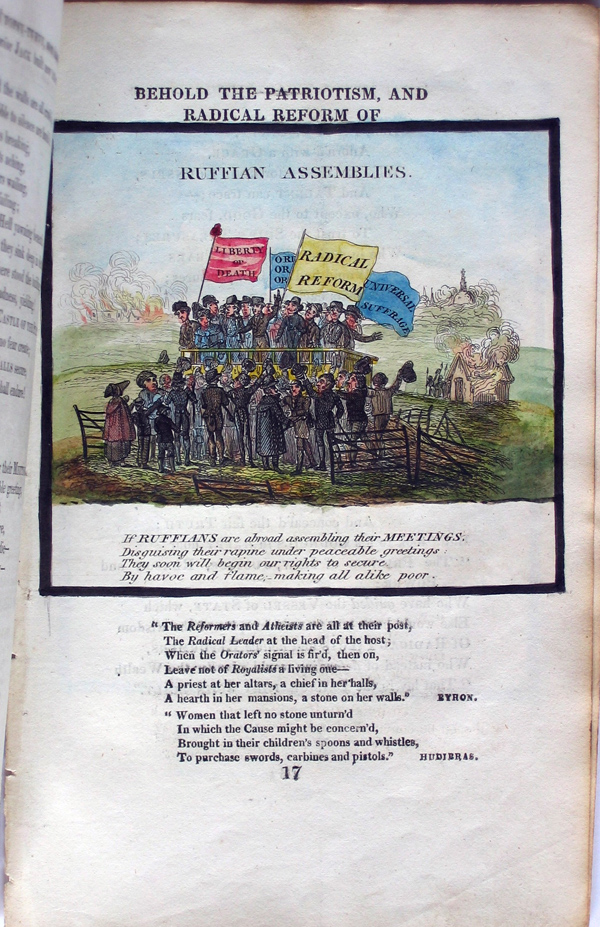 BEHOLD THE PATRIOTISM, AND
RADICAL REFORM OF
RUFFIAN ASSEMBLIES.
LIBERTY
OR
DEATH
OR
OR
RADICAL
REFORM
UNIVERSAL
SUFFRAGE
If RUFFIANS are abroad assembling their MEETINGS.
Disguising their rapine under peaceable greetings:
They soon will begin our rights to secure.
By havoc and flame,-making all alike poor.
" The Reformers and Atheists are all at their post,
The Radical Leader at the head of the host;
When the Orators' signal is fir'd, then on,
Leave not of Royalists a living one—
A priest at her altars, a chief in her halls,
A hearth in her mansions, a stone on her walls." BYRON.
" Women that left no stone unturn'd
In which the Cause might be concern'd,
Brought in their children's spoons and whistles,
To purchase swords, carbines and pistols." HUDIBRAS.
17